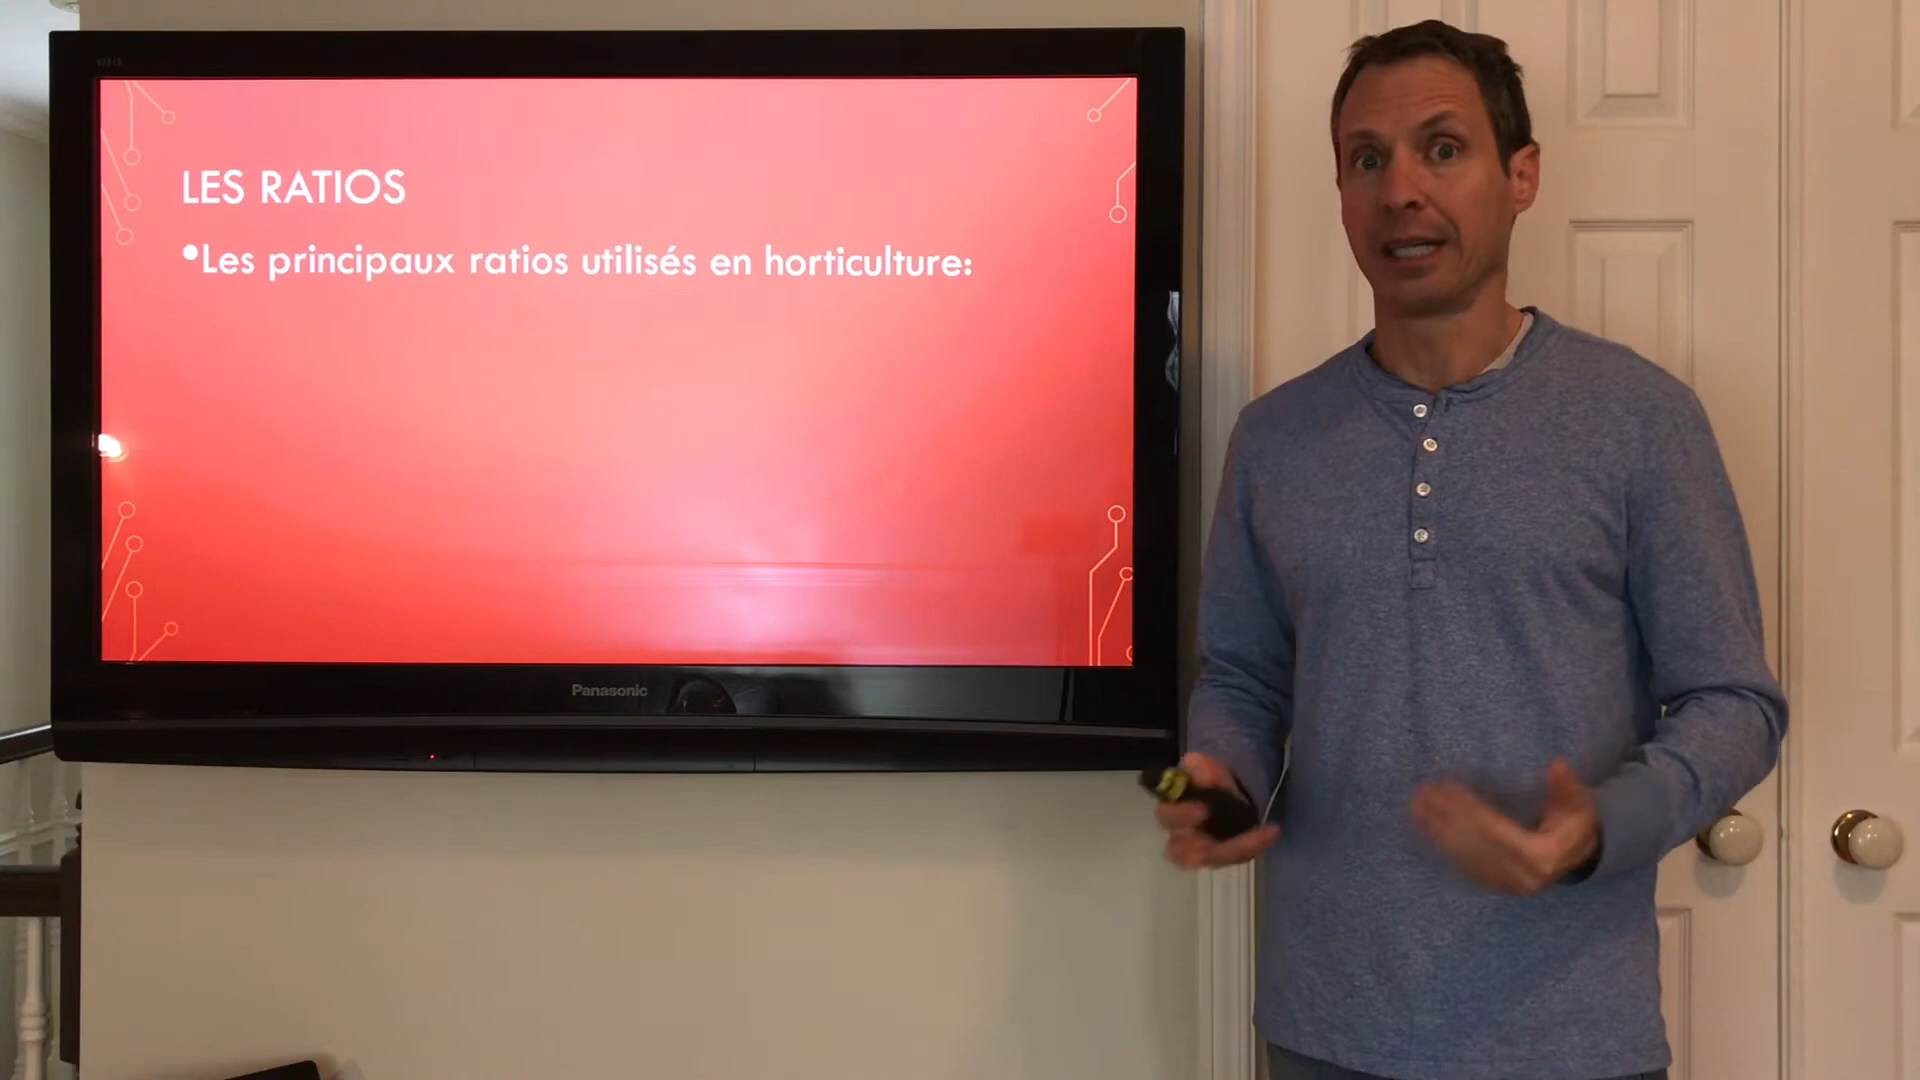 LES RATIOS
•Les principaux ratios utilisés en horticulture:
Panasonic